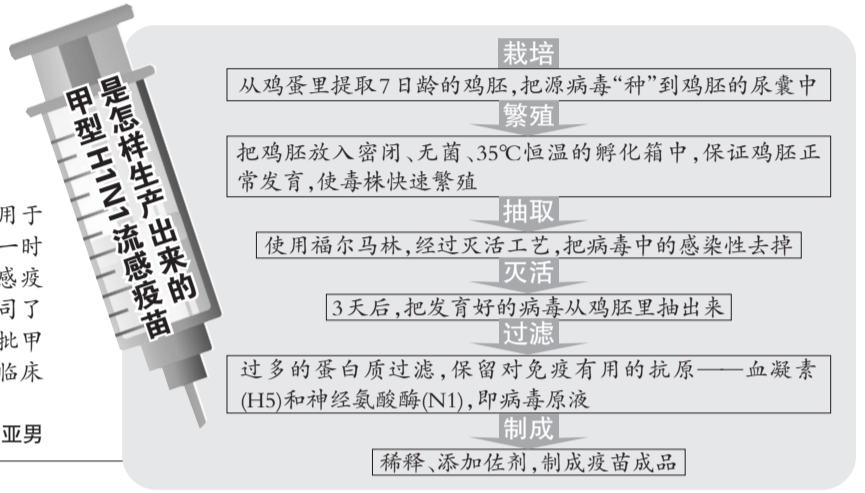 甲型H1N1流感疫苗
是怎样生产出来的
栽培
从鸡蛋里提取7日龄的鸡胚,把源病毒“种”到鸡胚的尿囊中
繁殖
把鸡胚放入密闭、无菌、35℃恒温的孵化箱中,保证鸡胚正
常发育,使毒株快速繁殖
抽取
使用福尔马林,经过灭活工艺,把病毒中的感染性去掉
灭活
3天后,把发育好的病毒从鸡胚里抽出来
过滤
过多的蛋白质过滤,保留对免疫有用的抗原——血凝素
(H5)和神经氨酸酶(N1),即病毒原液
制成
稀释、添加佐剂,制成疫苗成品
用于
一时
感疫
司了
批甲
临床
亚男